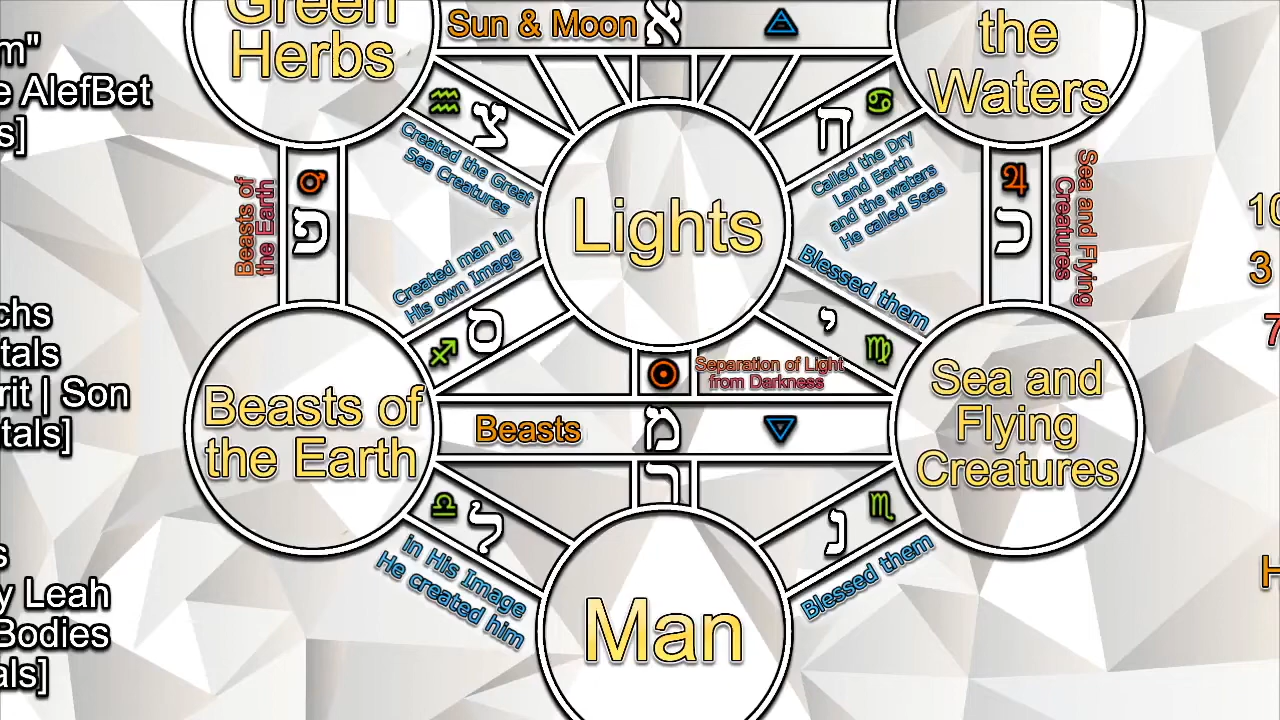 Green
Herbs
Sun & Moon
א
the
Waters
m"
e AlefBet
s]
♒
צ
♋
ח
Created the Great
Sea Creatures
Called the Dry
Land Earth
and the waters
He called Seas
Lights
Beasts of
the Earth
♂
פ
♃
Sea and Flying
Creatures
10
3
7
Created man in
His own Image
Blessed them
ס
♐
י
♍
chs
tals
rit | Son
tals]
☉
Separation of Light
from Darkness
Beasts of
the Earth
Beasts
מ
Sea and
Flying
Creatures
ר
♎
ל
♏
נ
in His Image
He created him
Blessed them
s
y Leah
Bodies
als]
H
Man